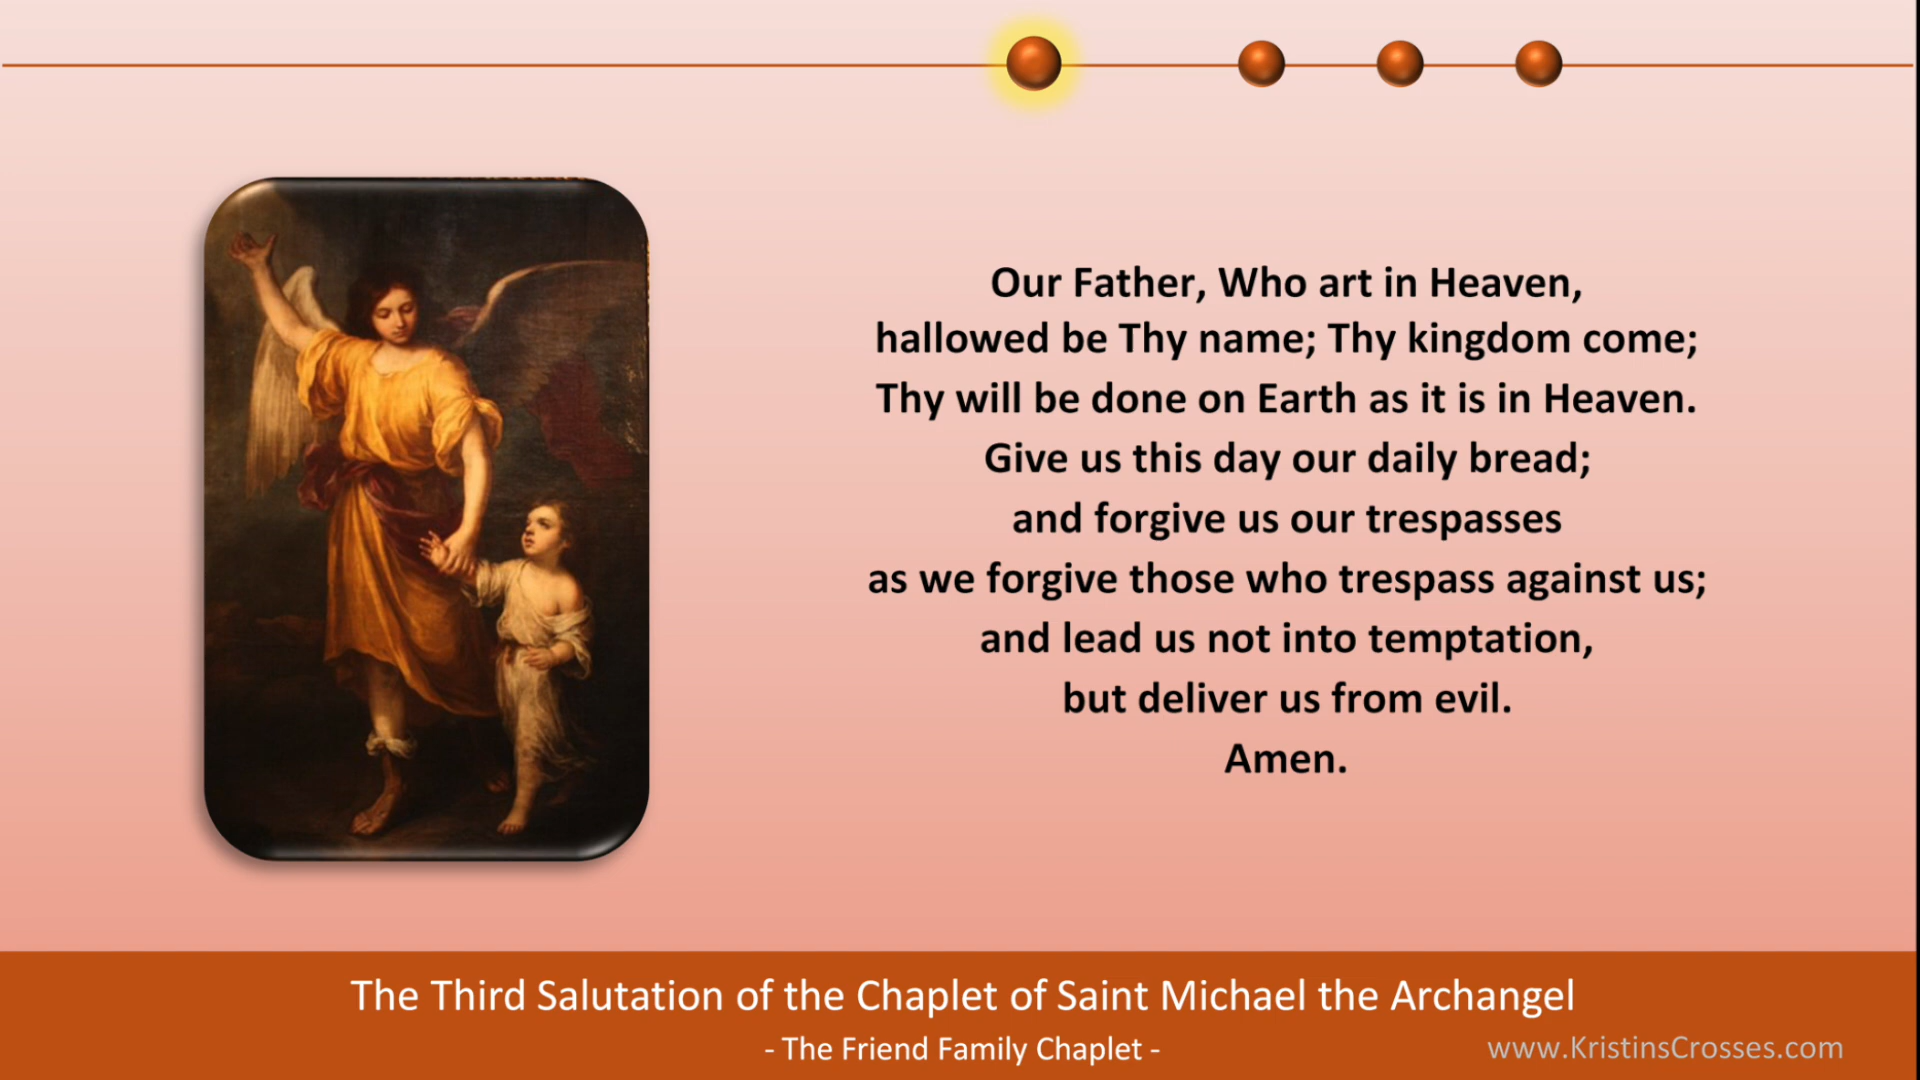 Our Father, Who art in Heaven,
hallowed be Thy name; Thy kingdom come;
Thy will be done on Earth as it is in Heaven.
Give us this day our daily bread;
and forgive us our trespasses
as we forgive those who trespass against us;
and lead us not into temptation,
but deliver us from evil.
Amen.
The Third Salutation of the Chaplet of Saint Michael the Archangel
- The Friend Family Chaplet -
www.KristinsCrosses.com